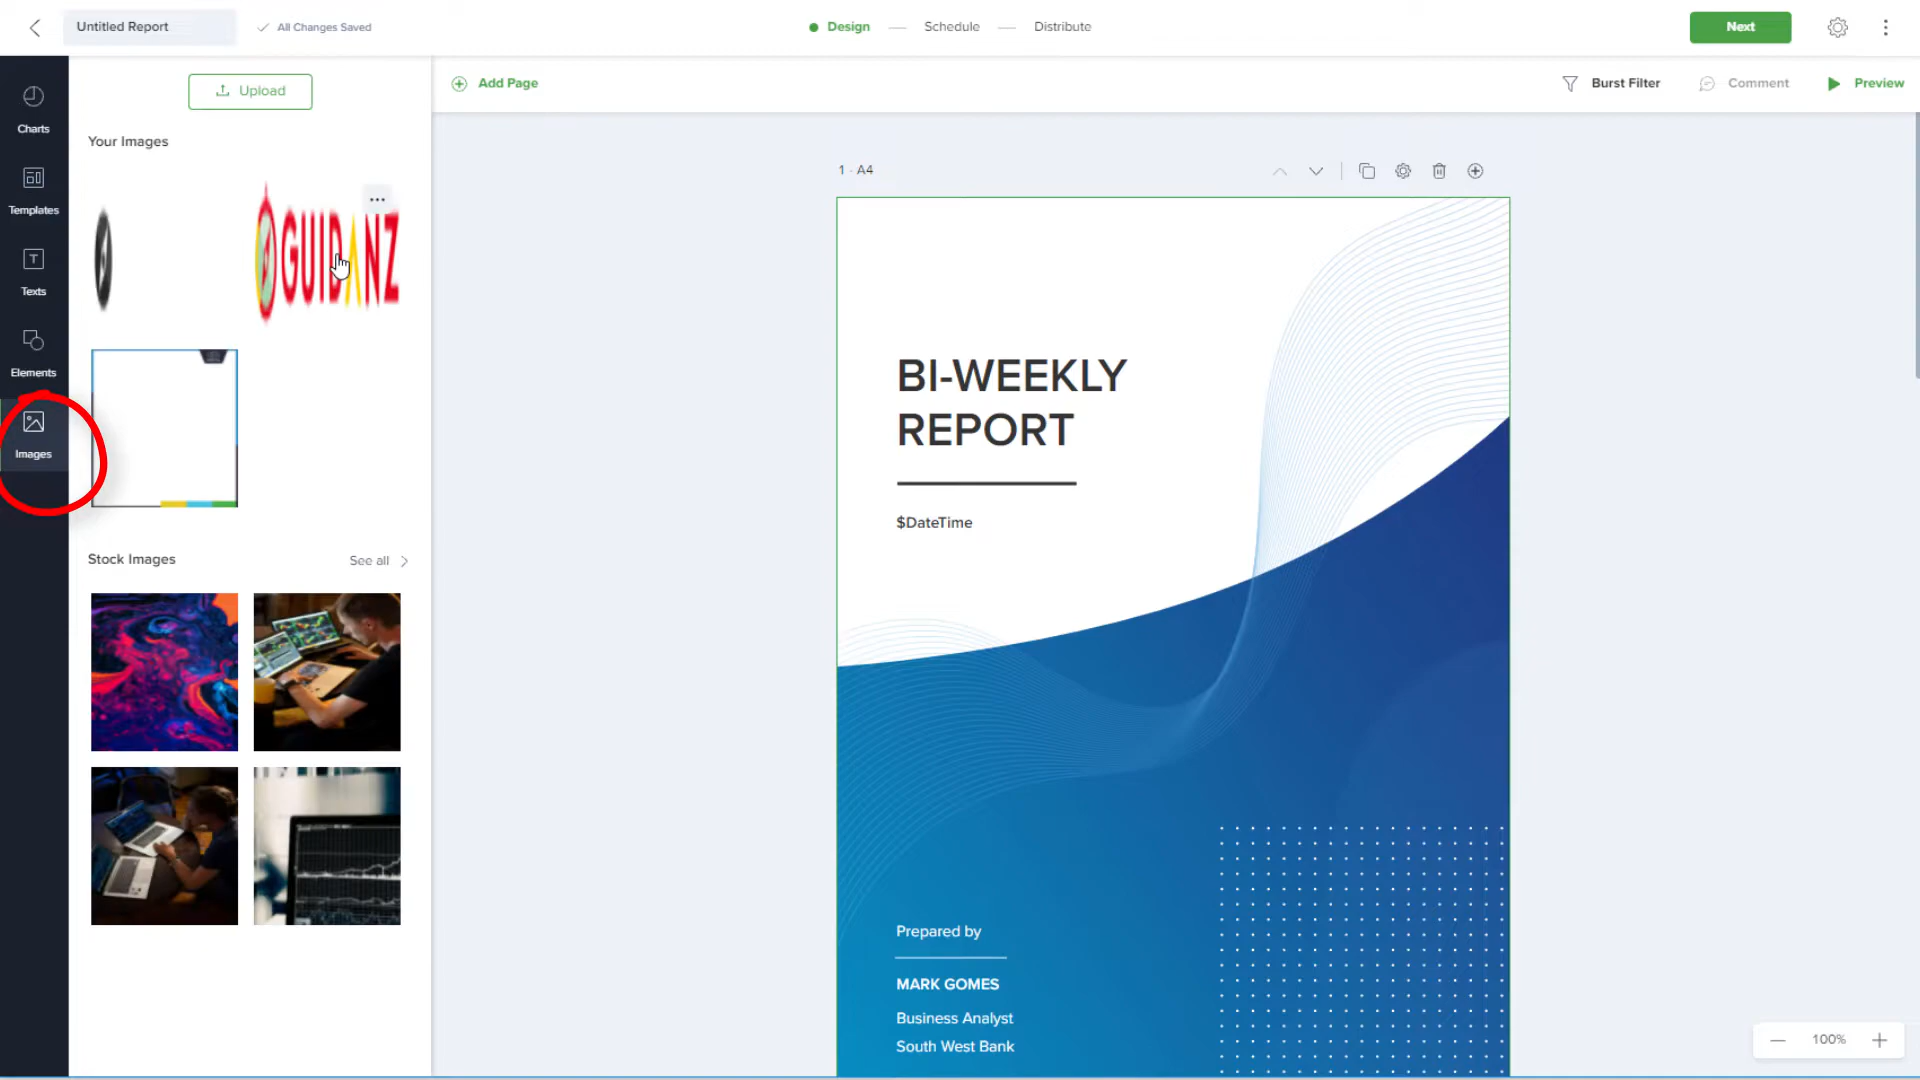 Untitled Report
All Changes Saved
Design
Schedule
Distribute
Next
Charts
Templates
Texts
Elements
Images
Upload
Your Images
GUIDANZ
Stock Images
See all
Add Page
Burst Filter
Comment
Preview
1 - A4
BI-WEEKLY
REPORT
$DateTime
Prepared by
MARK GOMES
Business Analyst
South West Bank
100%